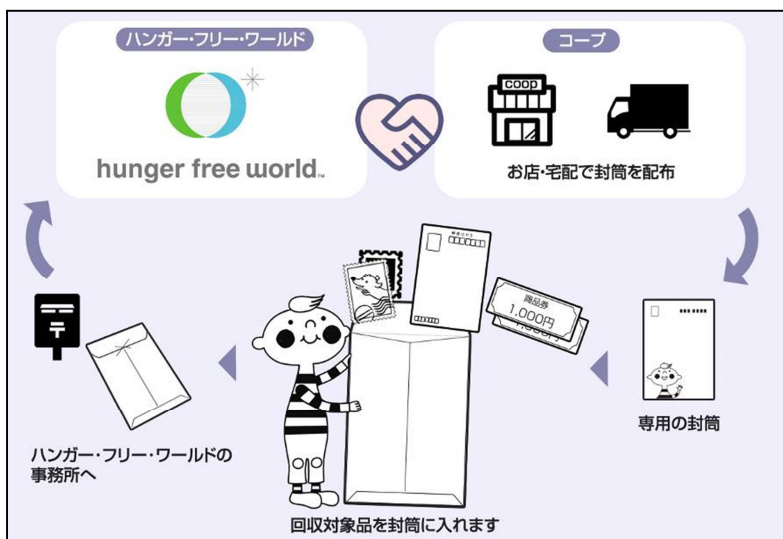 ハンガー・フリー・ワールド
コープ
coop
hunger free world™
お店・宅配で封筒を配布
商品券
1,000円
専用の封筒
ハンガー・フリー・ワールドの
事務所へ
回収対象品を封筒に入れます